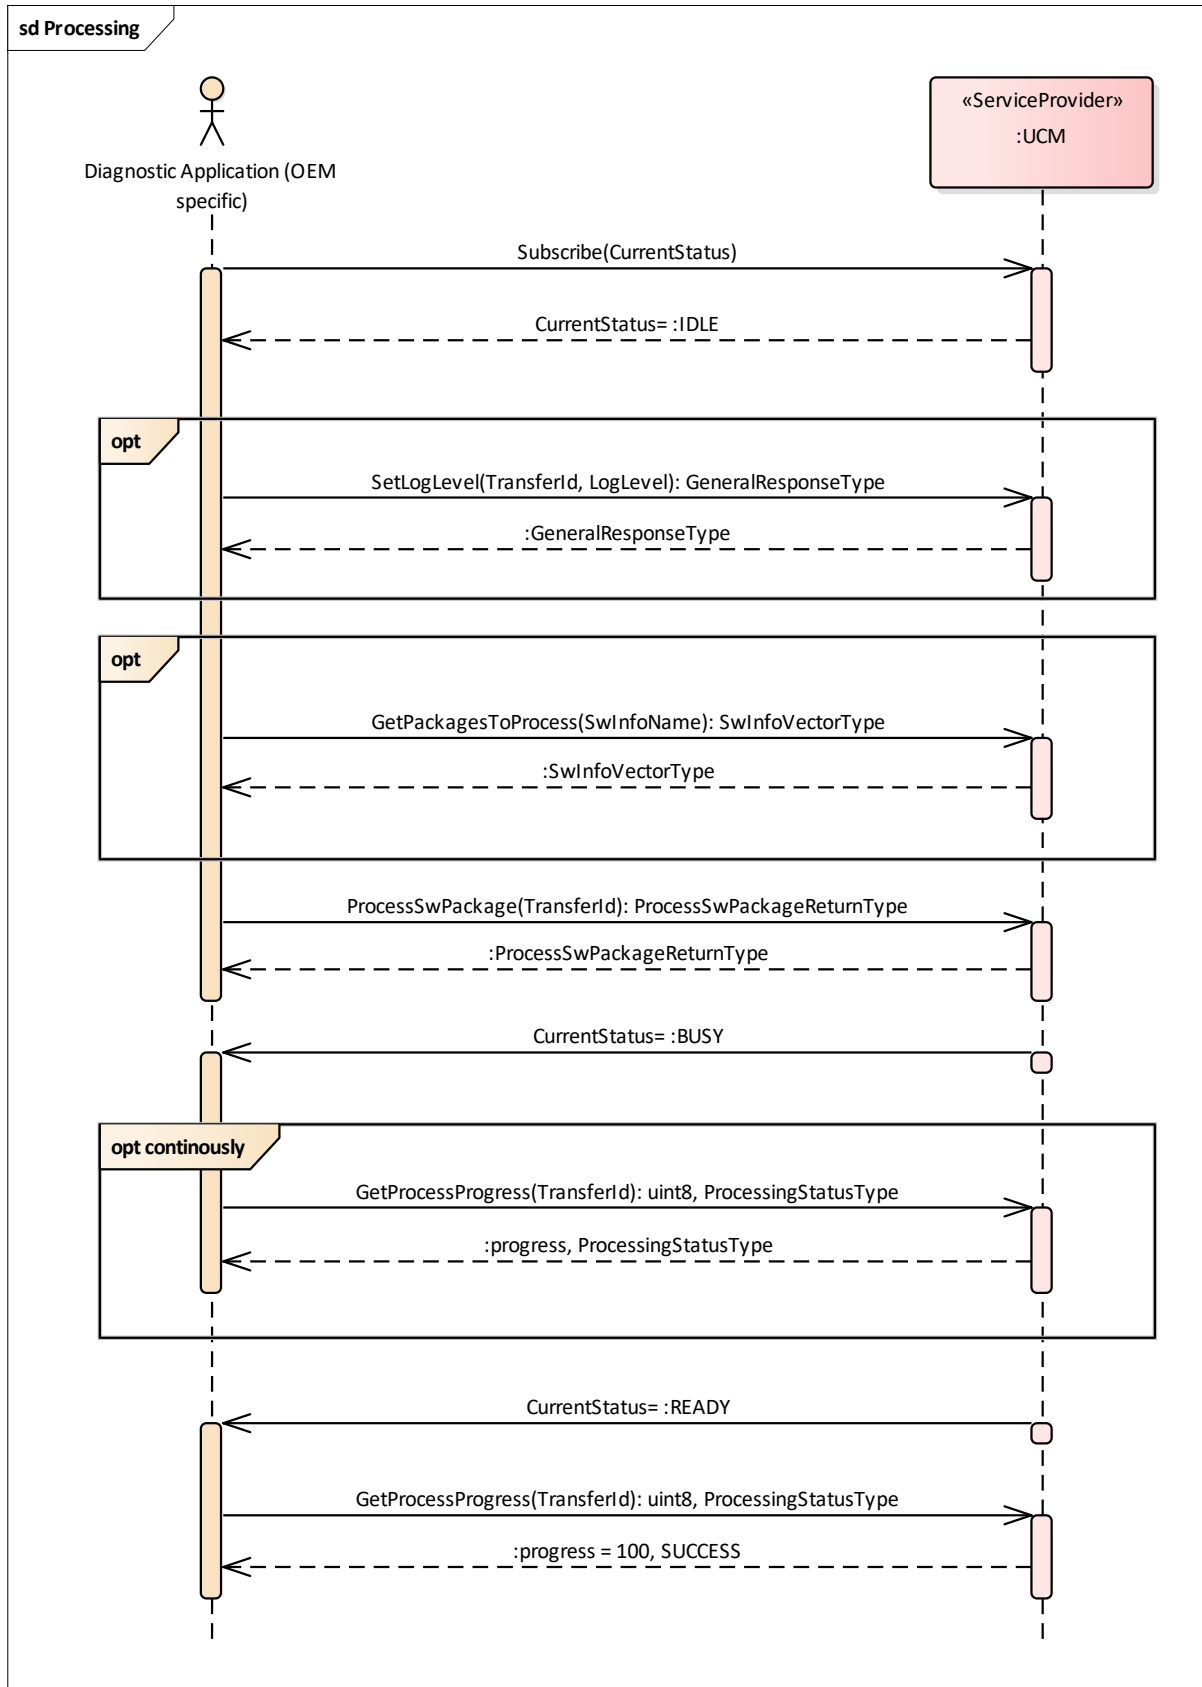 sd Processing
«ServiceProvider»
:UCM
Diagnostic Application (OEM
specific)
Subscribe(CurrentStatus)
CurrentStatus= :IDLE
opt
SetLogLevel(TransferId, LogLevel): GeneralResponseType
:GeneralResponseType
opt
GetPackagesToProcess(SwInfoName): SwInfoVectorType
:SwInfoVectorType
ProcessSwPackage(TransferId): ProcessSwPackageReturnType
:ProcessSwPackageReturnType
CurrentStatus= :BUSY
opt continously
GetProcessProgress(TransferId): uint8, ProcessingStatusType
:progress, ProcessingStatusType
CurrentStatus= :READY
GetProcessProgress(TransferId): uint8, ProcessingStatusType
:progress = 100, SUCCESS